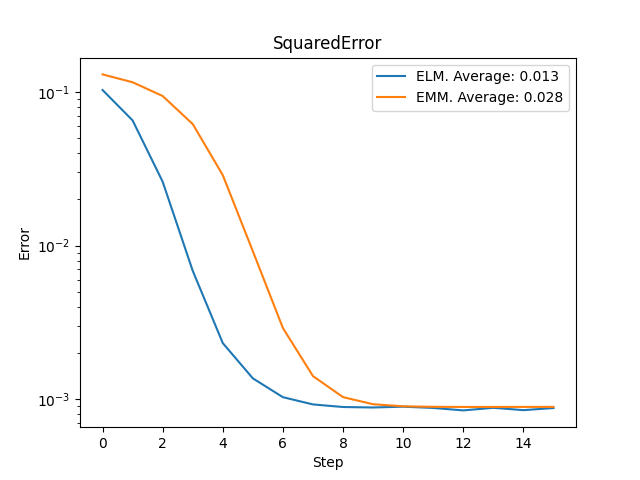 SquaredError
ELM. Average: 0.013
EMM. Average: 0.028
Error
10⁻¹
10⁻²
10⁻³
0 2 4 6 8 10 12 14
Step